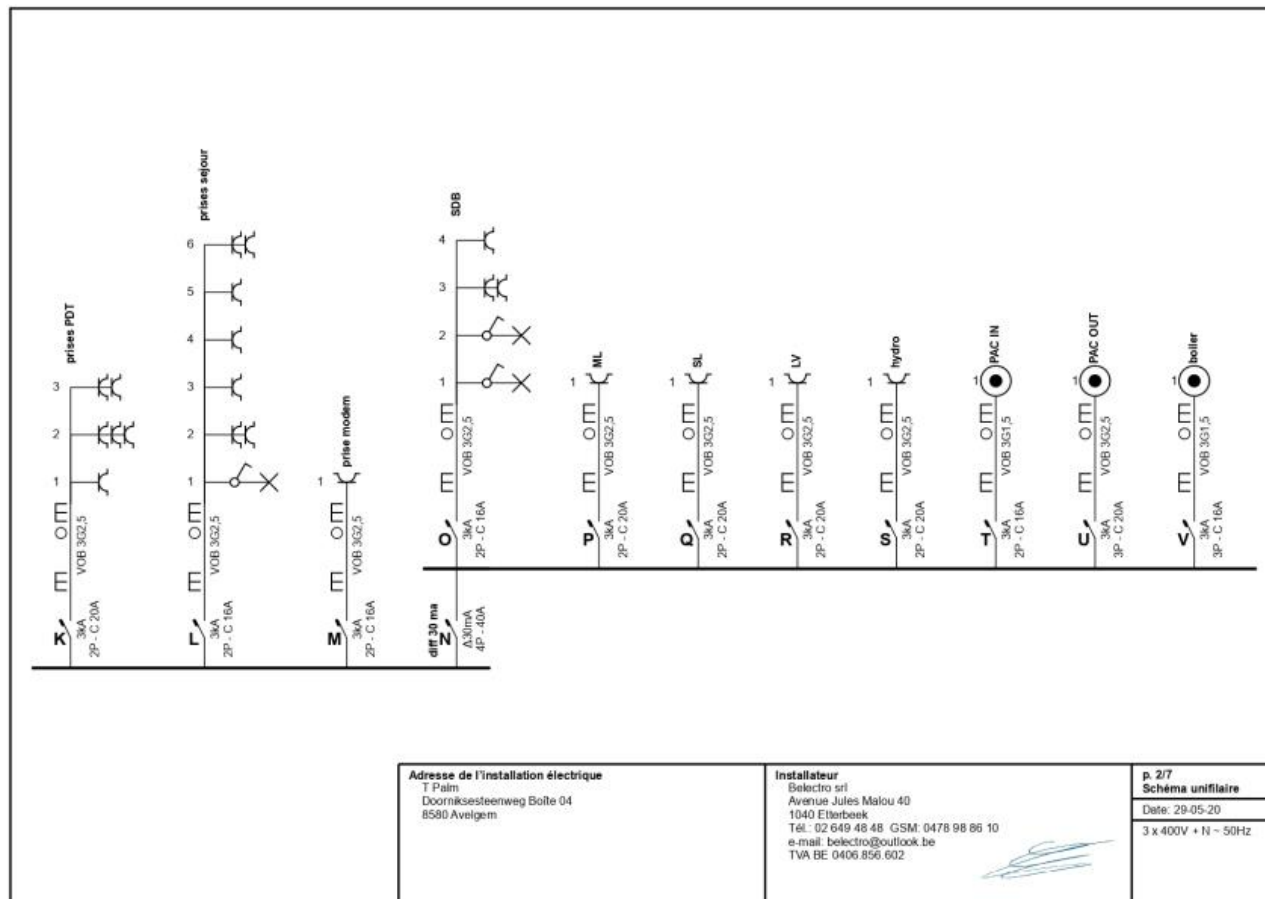 prises PDT
3
2
1
VOB 3G2,5
K
3kA
2P - C 20A
prises sejour
6
5
4
3
2
1
VOB 3G2,5
L
3kA
2P - C 16A
prise modem
1
VOB 3G2,5
M
3kA
2P - C 16A
SDB
4
3
2
1
VOB 3G2,5
O
3kA
2P - C 16A
diff 30 ma
N
Δ30mA
4P - 40A
ML
1
VOB 3G2,5
P
3kA
2P - C 20A
SL
1
VOB 3G2,5
Q
3kA
2P - C 20A
LV
1
VOB 3G2,5
R
3kA
2P - C 20A
hydro
1
VOB 3G2,5
S
3kA
2P - C 20A
PAC IN
1
VOB 3G1,5
T
3kA
2P - C 16A
PAC OUT
1
VOB 3G2,5
U
3kA
3P - C 20A
boiler
1
VOB 3G1,5
V
3kA
3P - C 16A
Adresse de l'installation électrique
T Palm
Doorniksesteenweg Boîte 04
8580 Avelgem
Installateur
Belectro srl
Avenue Jules Malou 40
1040 Etterbeek
Tél.: 02 649 48 48 GSM: 0478 98 86 10
e-mail: belectro@outlook.be
TVA BE 0406.856.602
p. 2/7
Schéma unifilaire
Date: 29-05-20
3 x 400V + N ~ 50Hz